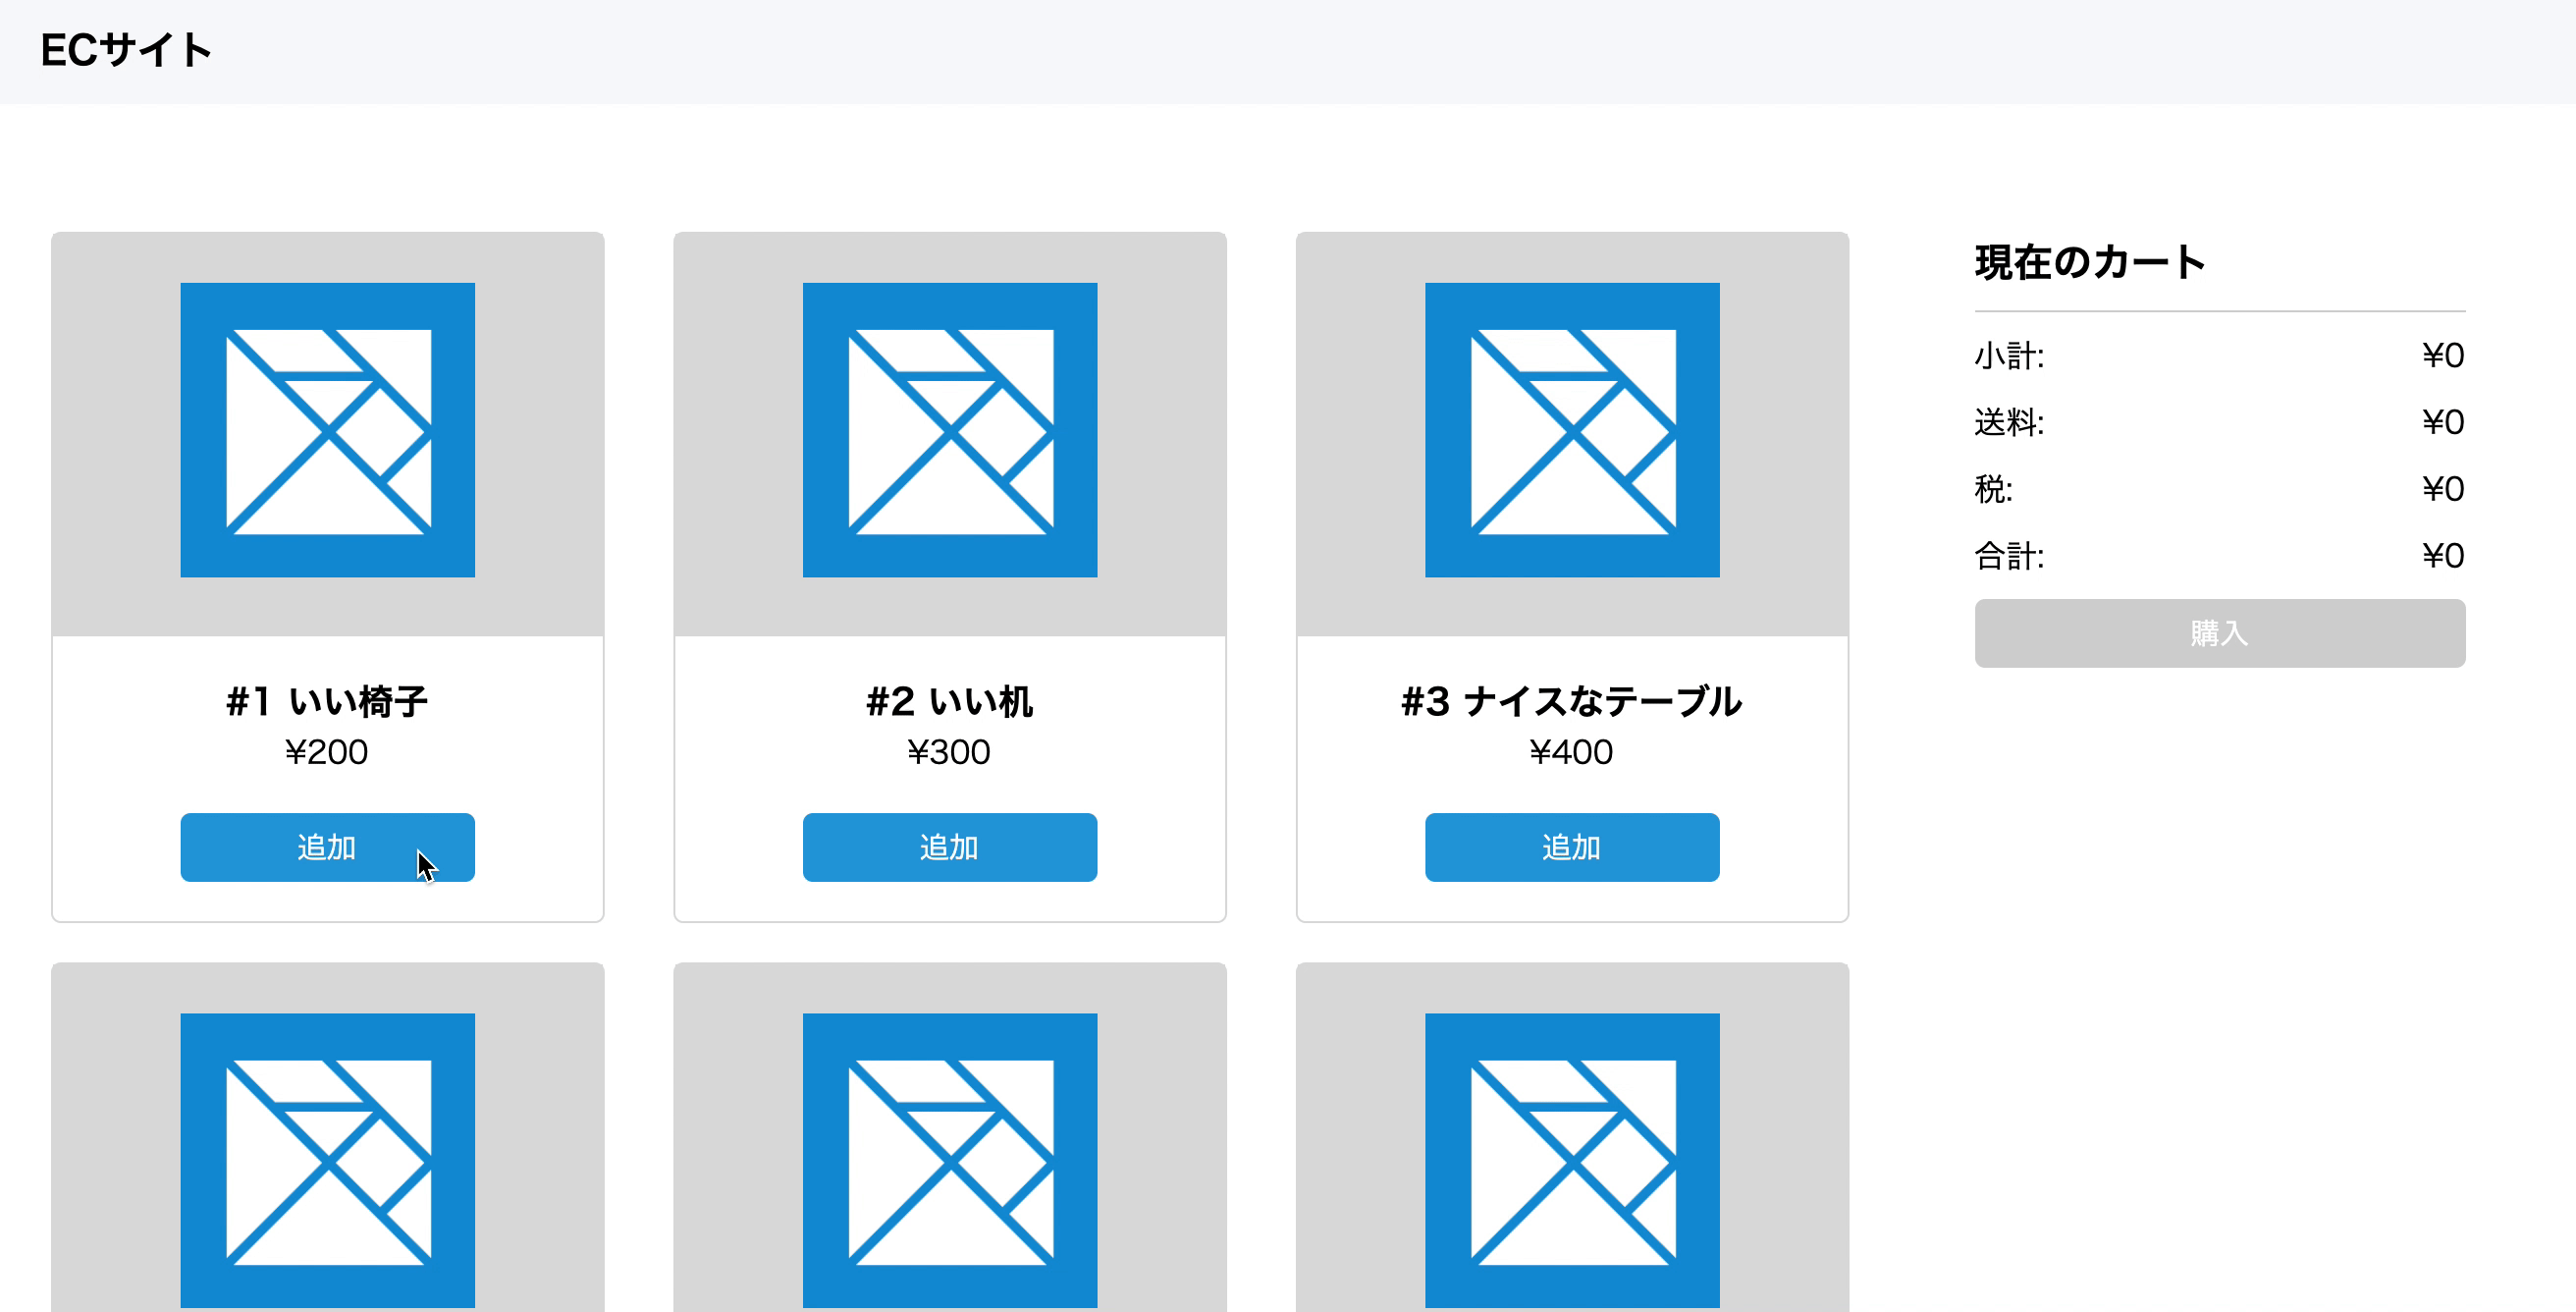 ECサイト
#1 いい椅子
¥200
追加
#2 いい机
¥300
追加
#3 ナイスなテーブル
¥400
追加
現在のカート
小計: ¥0
送料: ¥0
税: ¥0
合計: ¥0
購入